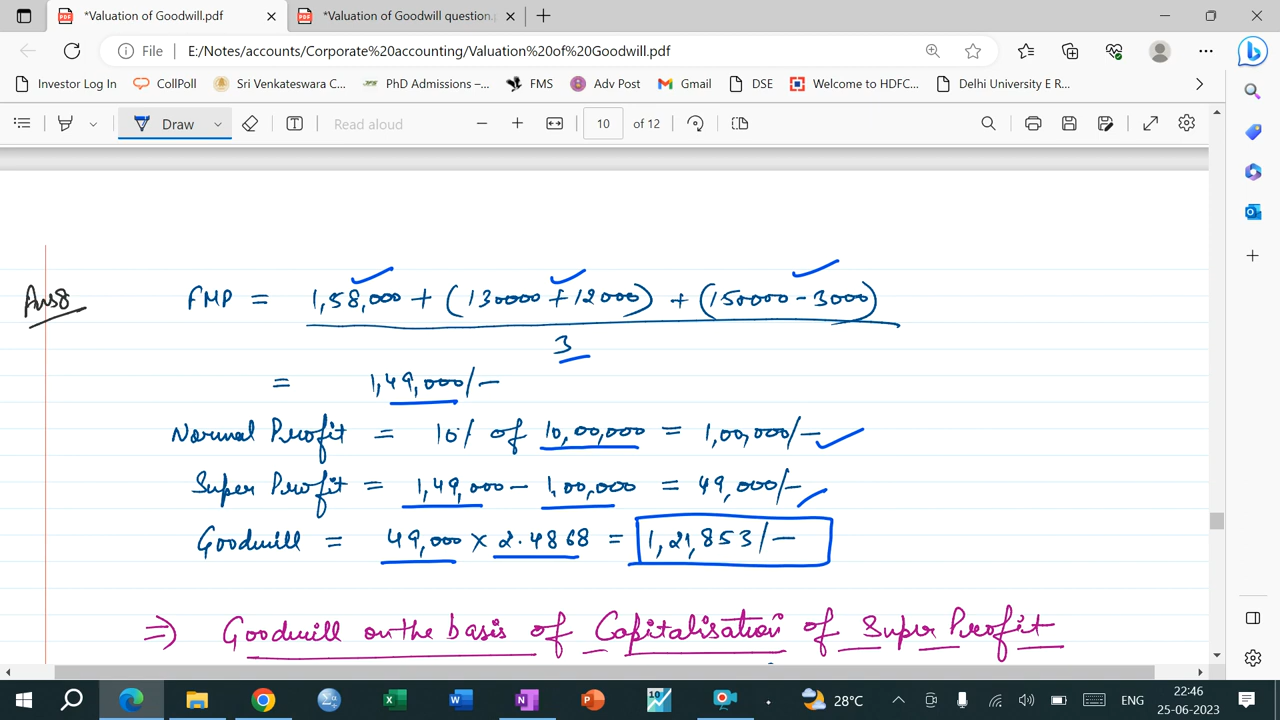 *Valuation of Goodwill.pdf
*Valuation of Goodwill question.p
File
E:/Notes/accounts/Corporate%20accounting/Valuation%20of%20Goodwill.pdf
Investor Log In
CollPoll
Sri Venkateswara C...
PhD Admissions –...
FMS
Adv Post
Gmail
DSE
Welcome to HDFC...
Delhi University E R...
Draw
Read aloud
10 of 12
Ans8
FMP = 1,58,000 + (130000 + 12000) + (150000 - 3000)
3
= 1,49,000/-
Normal Profit = 10% of 10,00,000 = 1,00,000/-
Super Profit = 1,49,000 - 1,00,000 = 49,000/-
Goodwill = 49,000 × 2.4868 = 1,21,853/-
⇒ Goodwill on the basis of Capitalisation of Super Profit
28°C
ENG
22:46
25-06-2023